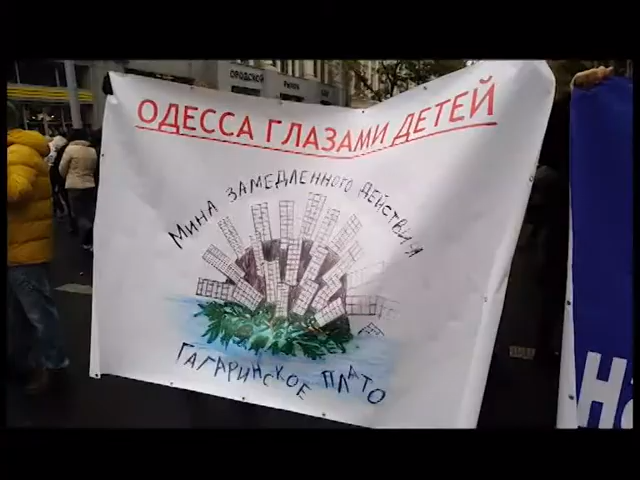 ОДЕССА ГЛАЗАМИ ДЕТЕЙ
МИНА ЗАМЕДЛЕННОГО ДЕЙСТВИЯ
ГАГАРИНСКОЕ ПЛАТО